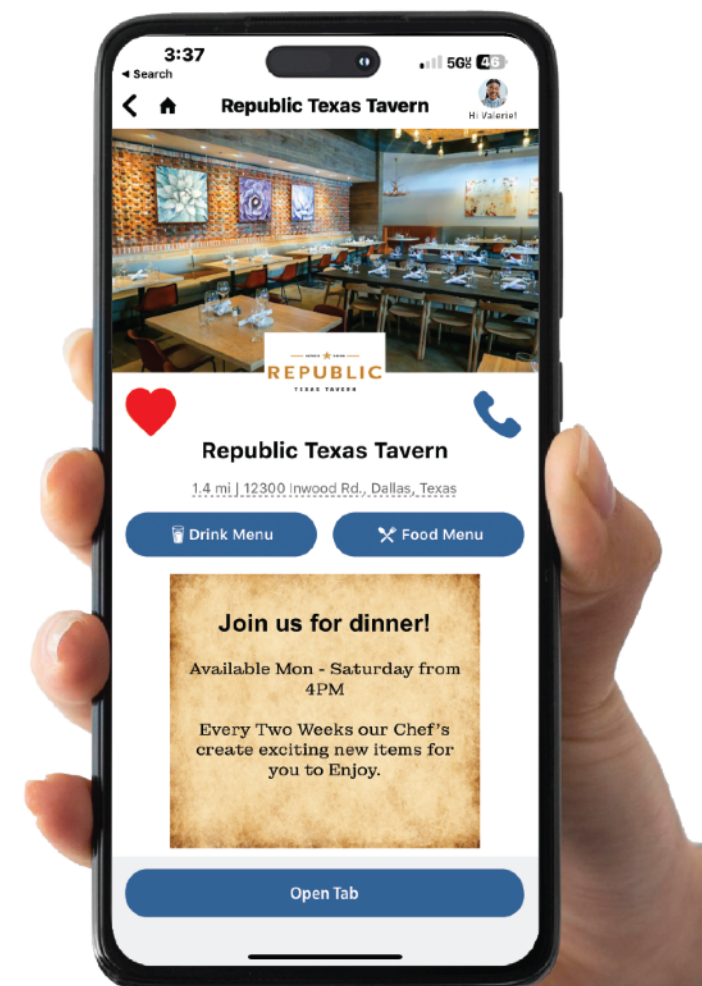 3:37
5G 46
◄ Search
Republic Texas Tavern
Hi Valerie!
REPUBLIC
TEXAS TAVERN
Republic Texas Tavern
1.4 mi | 12300 Inwood Rd., Dallas, Texas
Drink Menu
Food Menu
Join us for dinner!
Available Mon - Saturday from
4PM
Every Two Weeks our Chef's
create exciting new items for
you to Enjoy.
Open Tab